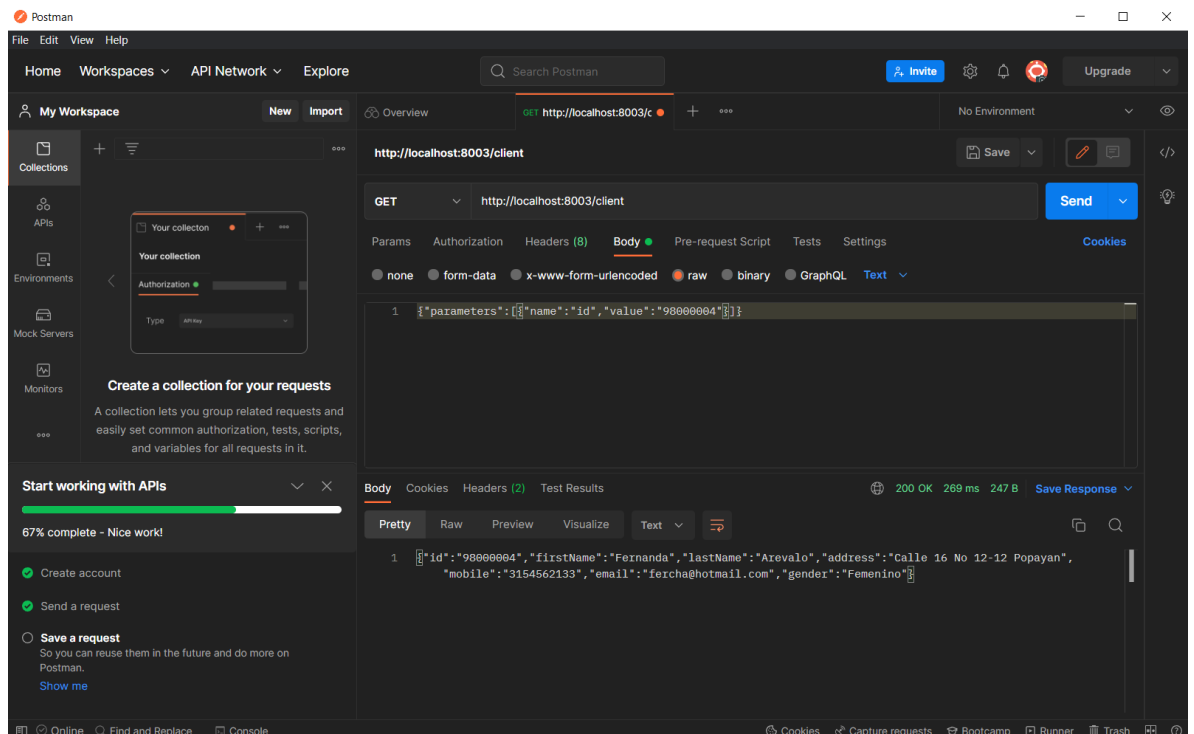 Postman
File Edit View Help
Home Workspaces API Network Explore
Search Postman
Invite
Upgrade
My Workspace
New Import
Overview
GET http://localhost:8003/c
No Environment
Collections
APIs
Environments
Mock Servers
Monitors
Your collecton
Your collection
Authorization
Type API Key
Create a collection for your requests
A collection lets you group related requests and
easily set common authorization, tests, scripts,
and variables for all requests in it.
Start working with APIs
67% complete - Nice work!
Create account
Send a request
Save a request
So you can reuse them in the future and do more on
Postman.
Show me
http://localhost:8003/client
Save
GET http://localhost:8003/client
Send
Params Authorization Headers (8) Body Pre-request Script Tests Settings
Cookies
none form-data x-www-form-urlencoded raw binary GraphQL Text
1 {"parameters":[{"name":"id","value":"98000004"}]}
Body Cookies Headers (2) Test Results
200 OK 269 ms 247 B Save Response
Pretty Raw Preview Visualize Text
1 {"id":"98000004","firstName":"Fernanda","lastName":"Arevalo","address":"Calle 16 No 12-12 Popayan",
"mobile":"3154562133","email":"fercha@hotmail.com","gender":"Femenino"}
Online Find and Replace Console
Cookies Capture requests Bootcamp Runner Trash